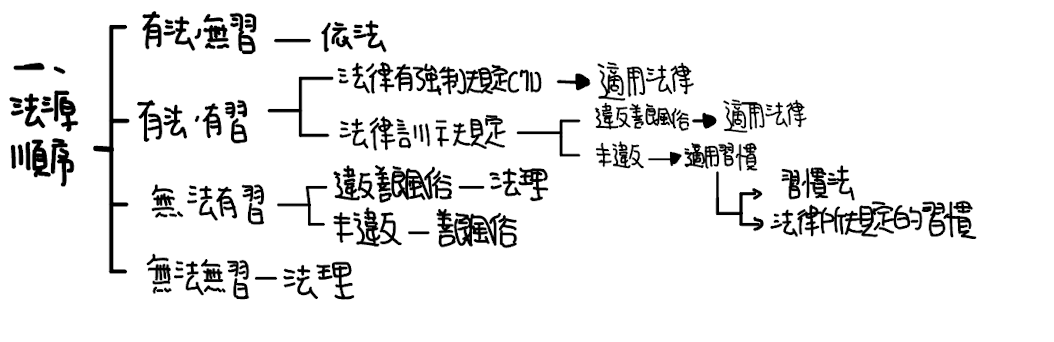 一、法源順序
有法,無習 — 依法
有法,有習
法律有強制規定(71) → 適用法律
法律訓示規定
違反善良風俗 → 適用法律
未違反 → 適用習慣
習慣法
法律所規定的習慣
無法有習
違反善良風俗 — 法理
未違反 — 善良風俗
無法無習 — 法理